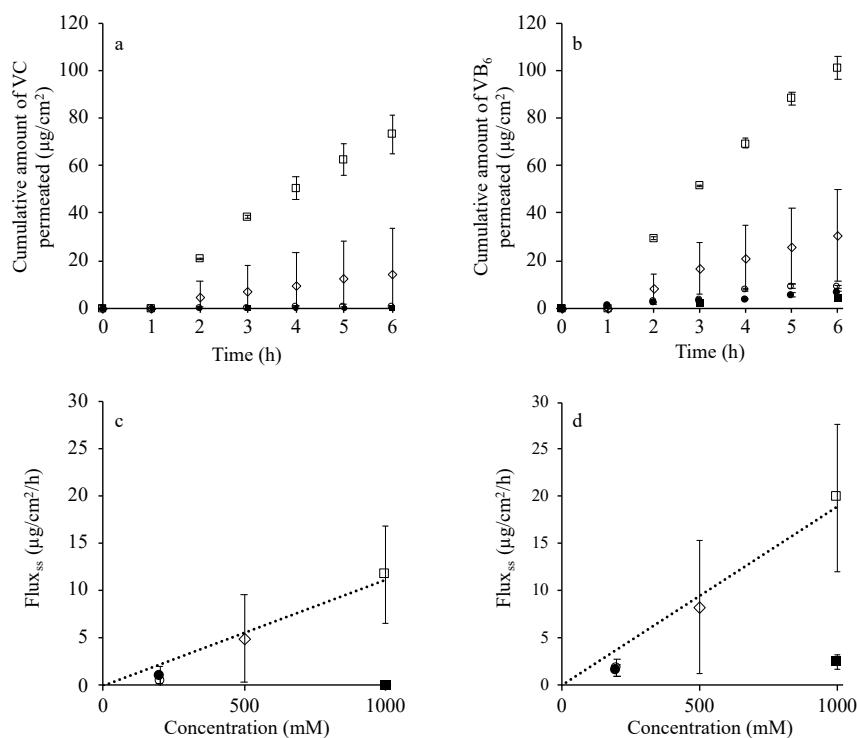 a
Cumulative amount of VC
permeated (µg/cm²)
120
100
80
60
40
20
0
0 1 2 3 4 5 6
Time (h)
b
Cumulative amount of VB₆
permeated (µg/cm²)
120
100
80
60
40
20
0
0 1 2 3 4 5 6
Time (h)
c
Fluxₛₛ (µg/cm²/h)
30
25
20
15
10
5
0
0 500 1000
Concentration (mM)
d
Fluxₛₛ (µg/cm²/h)
30
25
20
15
10
5
0
0 500 1000
Concentration (mM)